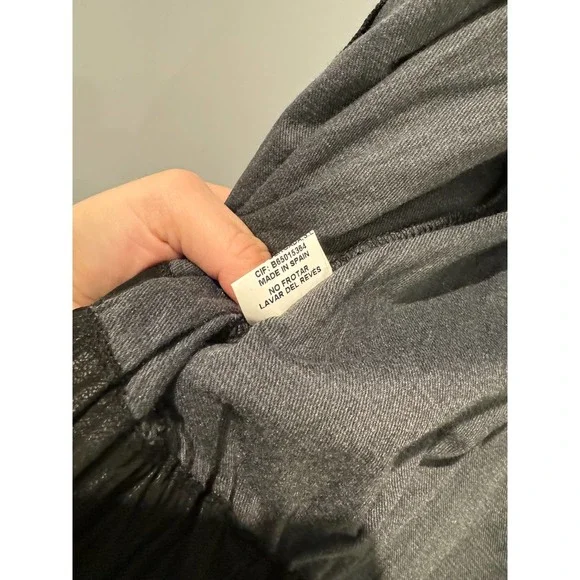 CIF: B65015364
MADE IN SPAIN
NO FROTAR
LAVAR DEL REVES